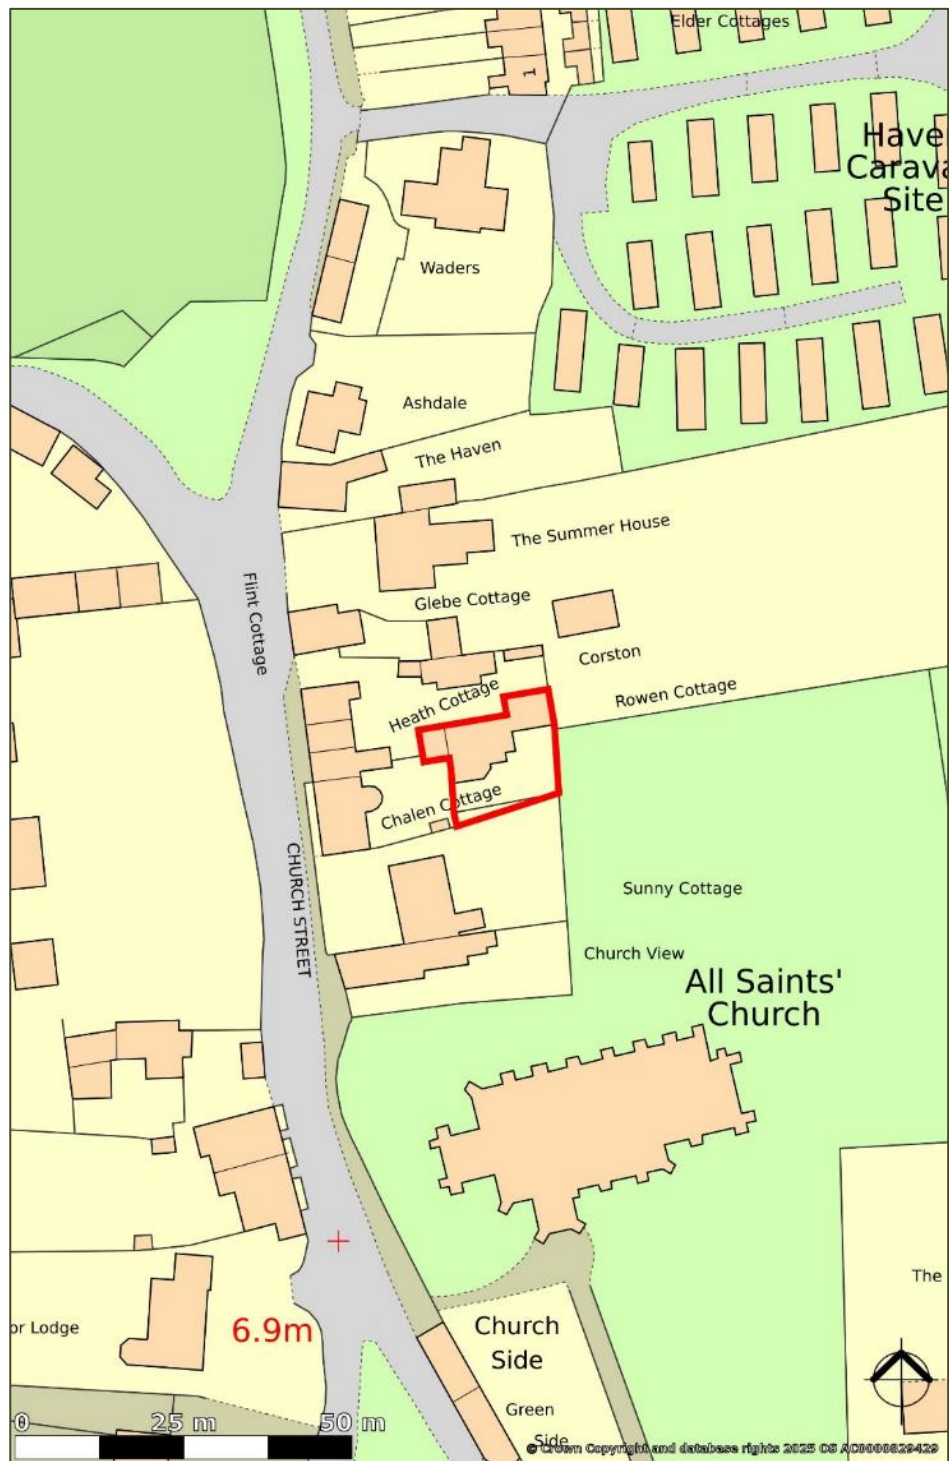 Elder Cottages
1
Have
Carava
Site
Waders
Ashdale
The Haven
The Summer House
Flint Cottage
Glebe Cottage
Corston
Heath Cottage
Rowen Cottage
Chalen Cottage
CHURCH STREET
Sunny Cottage
Church View
All Saints'
Church
The
or Lodge
6.9m
Church
Side
Green
Side
0 25 m 50 m
© Crown Copyright and database rights 2025 OS AC0000829429